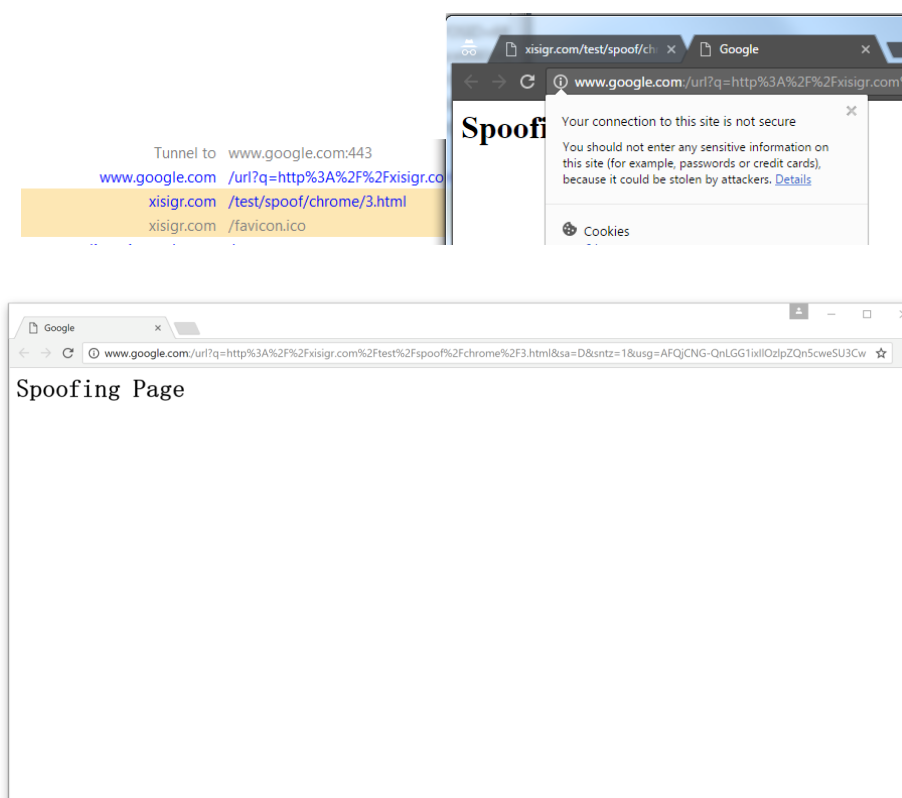 xisigr.com/test/spoof/ch
Google
www.google.com:/url?q=http%3A%2F%2Fxisigr.com%
Spoofi
Your connection to this site is not secure
You should not enter any sensitive information on
this site (for example, passwords or credit cards),
because it could be stolen by attackers. Details
Cookies
Tunnel to www.google.com:443
www.google.com /url?q=http%3A%2F%2Fxisigr.co
xisigr.com /test/spoof/chrome/3.html
xisigr.com /favicon.ico
Google
www.google.com:/url?q=http%3A%2F%2Fxisigr.com%2Ftest%2Fspoof%2Fchrome%2F3.html&sa=D&sntz=1&usg=AFQjCNG-QnLGG1ixIIOzlpZQn5cweSU3Cw
Spoofing Page